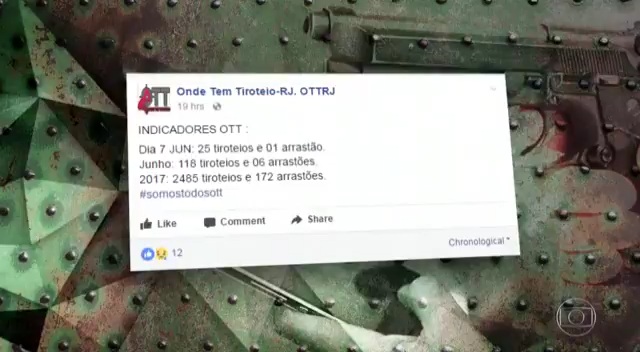 OTT
Onde Tem Tiroteio-RJ. OTTRJ
19 hrs
INDICADORES OTT :
Dia 7 JUN: 25 tiroteios e 01 arrastão.
Junho: 118 tiroteios e 06 arrastões.
2017: 2485 tiroteios e 172 arrastões.
#somostodosott
Like Comment Share
12
Chronological